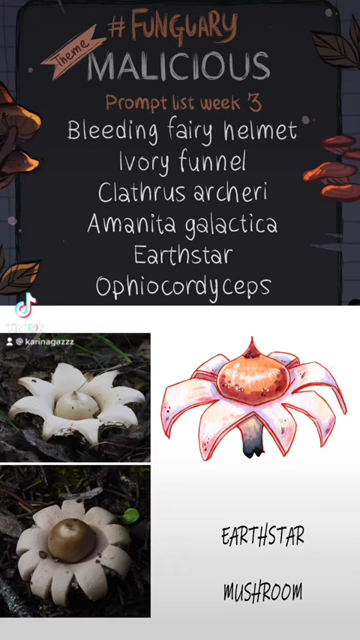 #FUNGUARY
Theme
MALICIOUS
Prompt list week 3
Bleeding fairy helmet
Ivory funnel
Clathrus archeri
Amanita galactica
Earthstar
Ophiocordyceps
@karinagazzz
EARTHSTAR
MUSHROOM